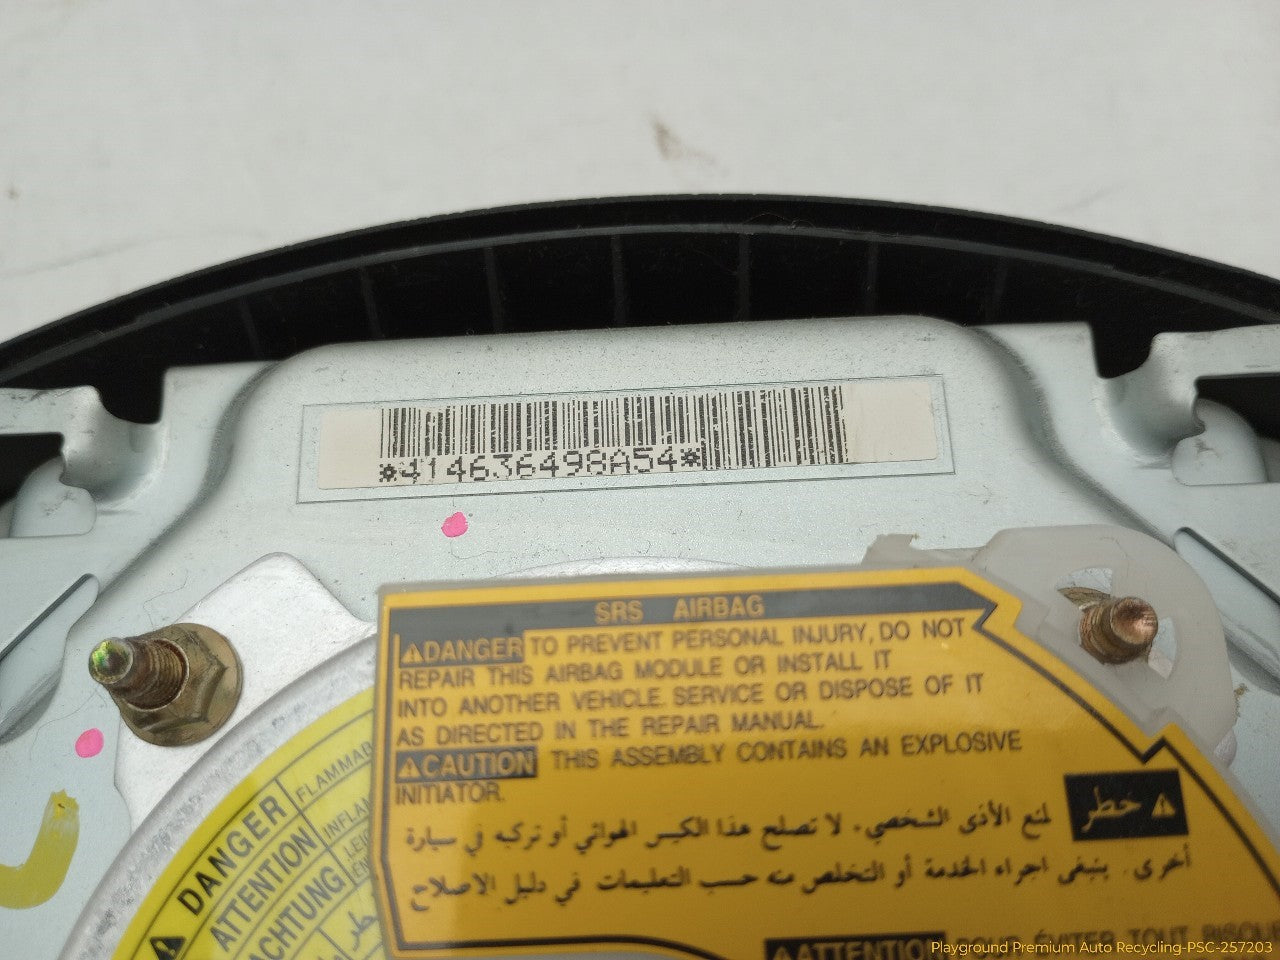 *414636498A54*
SRS AIRBAG
⚠DANGER TO PREVENT PERSONAL INJURY, DO NOT
REPAIR THIS AIRBAG MODULE OR INSTALL IT
INTO ANOTHER VEHICLE. SERVICE OR DISPOSE OF IT
AS DIRECTED IN THE REPAIR MANUAL.
⚠CAUTION THIS ASSEMBLY CONTAINS AN EXPLOSIVE
INITIATOR.
⚠ خطر لمنع الأذى الشخصي، لا تصلح هذا الكيس الهوائي أو تركبه في سيارة
أخرى. ينبغي اجراء الخدمة أو التخلص منه حسب التعليمات في دليل الاصلاح
⚠ATTENTION POUR ÉVITER TOUT
⚠ DANGER
ATTENTION
ACHTUNG
Playground Premium Auto Recycling-PSC-257203